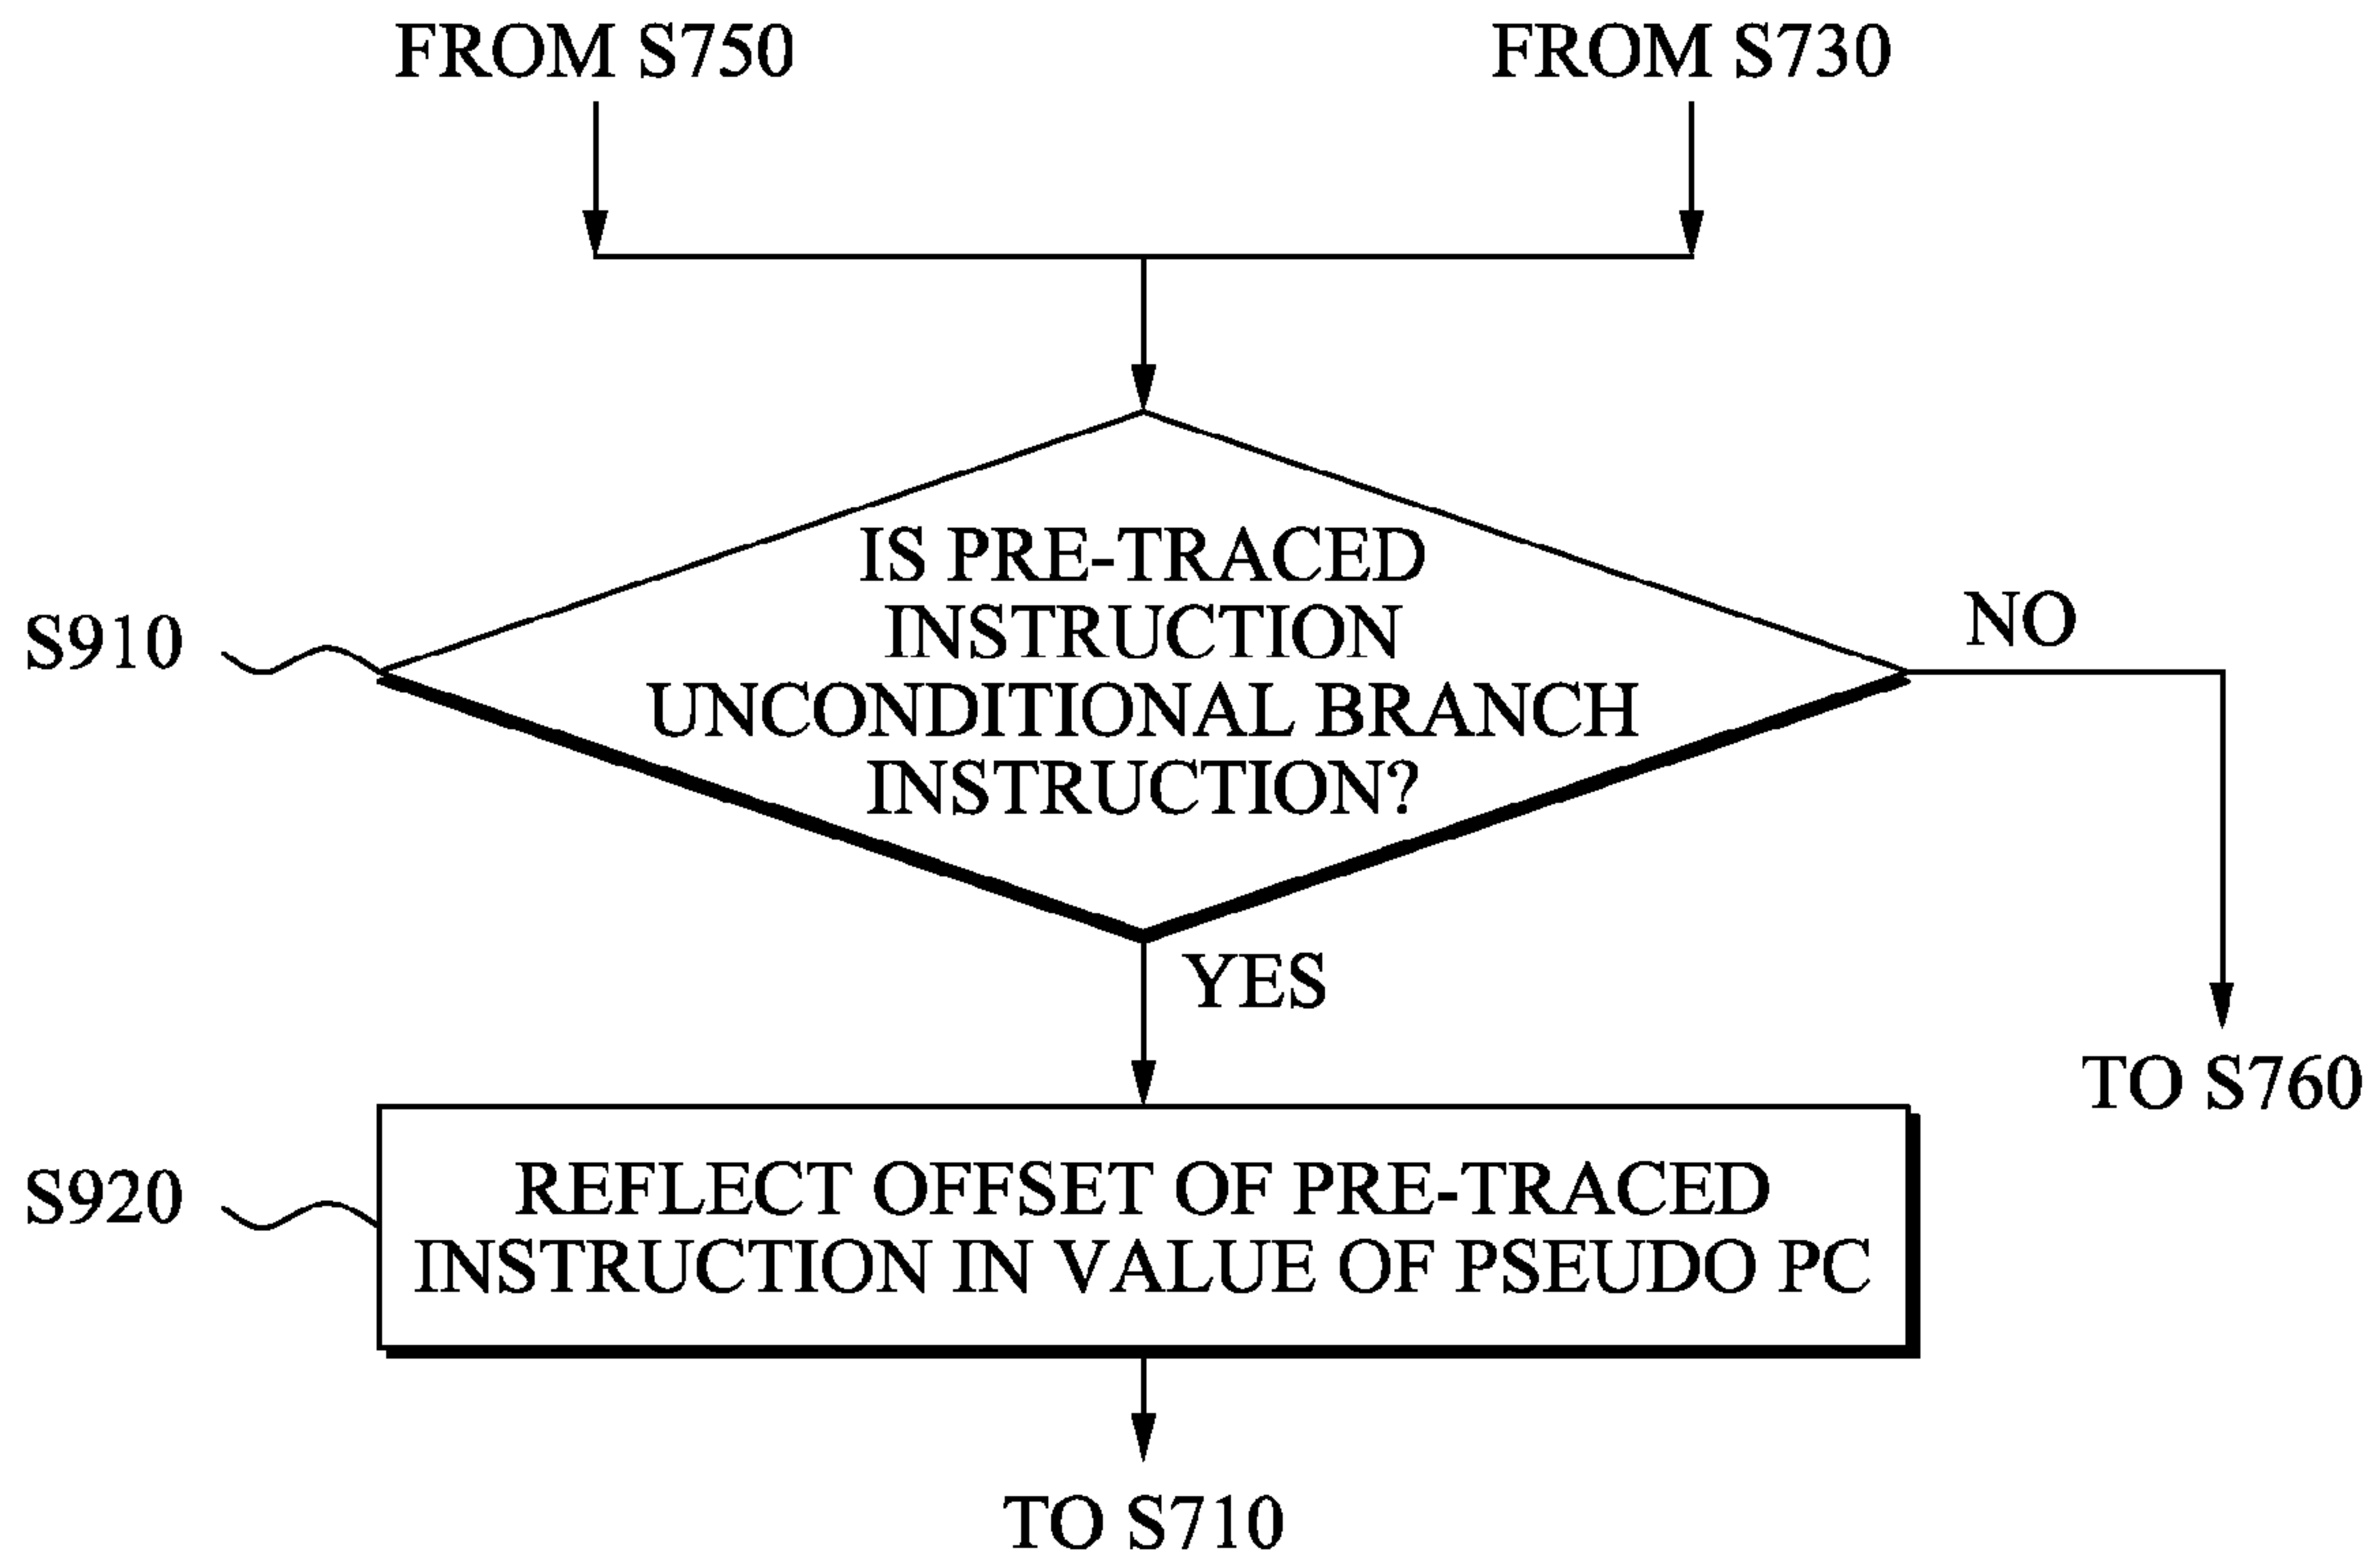 FROM S750
FROM S730
IS PRE-TRACED
INSTRUCTION
UNCONDITIONAL BRANCH
INSTRUCTION?
S910
NO
YES
TO S760
S920
REFLECT OFFSET OF PRE-TRACED
INSTRUCTION IN VALUE OF PSEUDO PC
TO S710